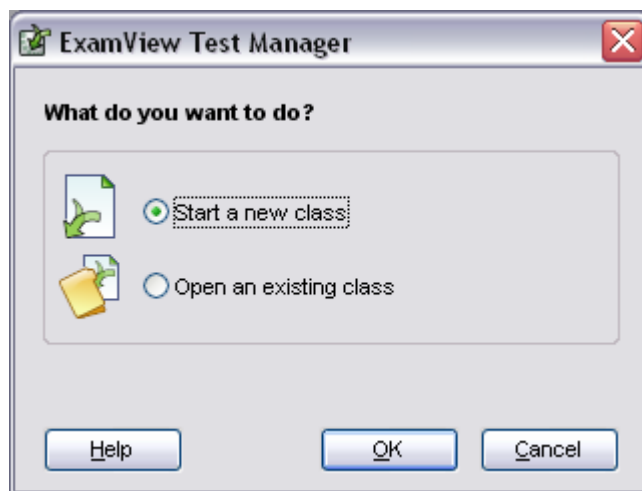 ExamView Test Manager
What do you want to do?
Start a new class
Open an existing class
Help OK Cancel